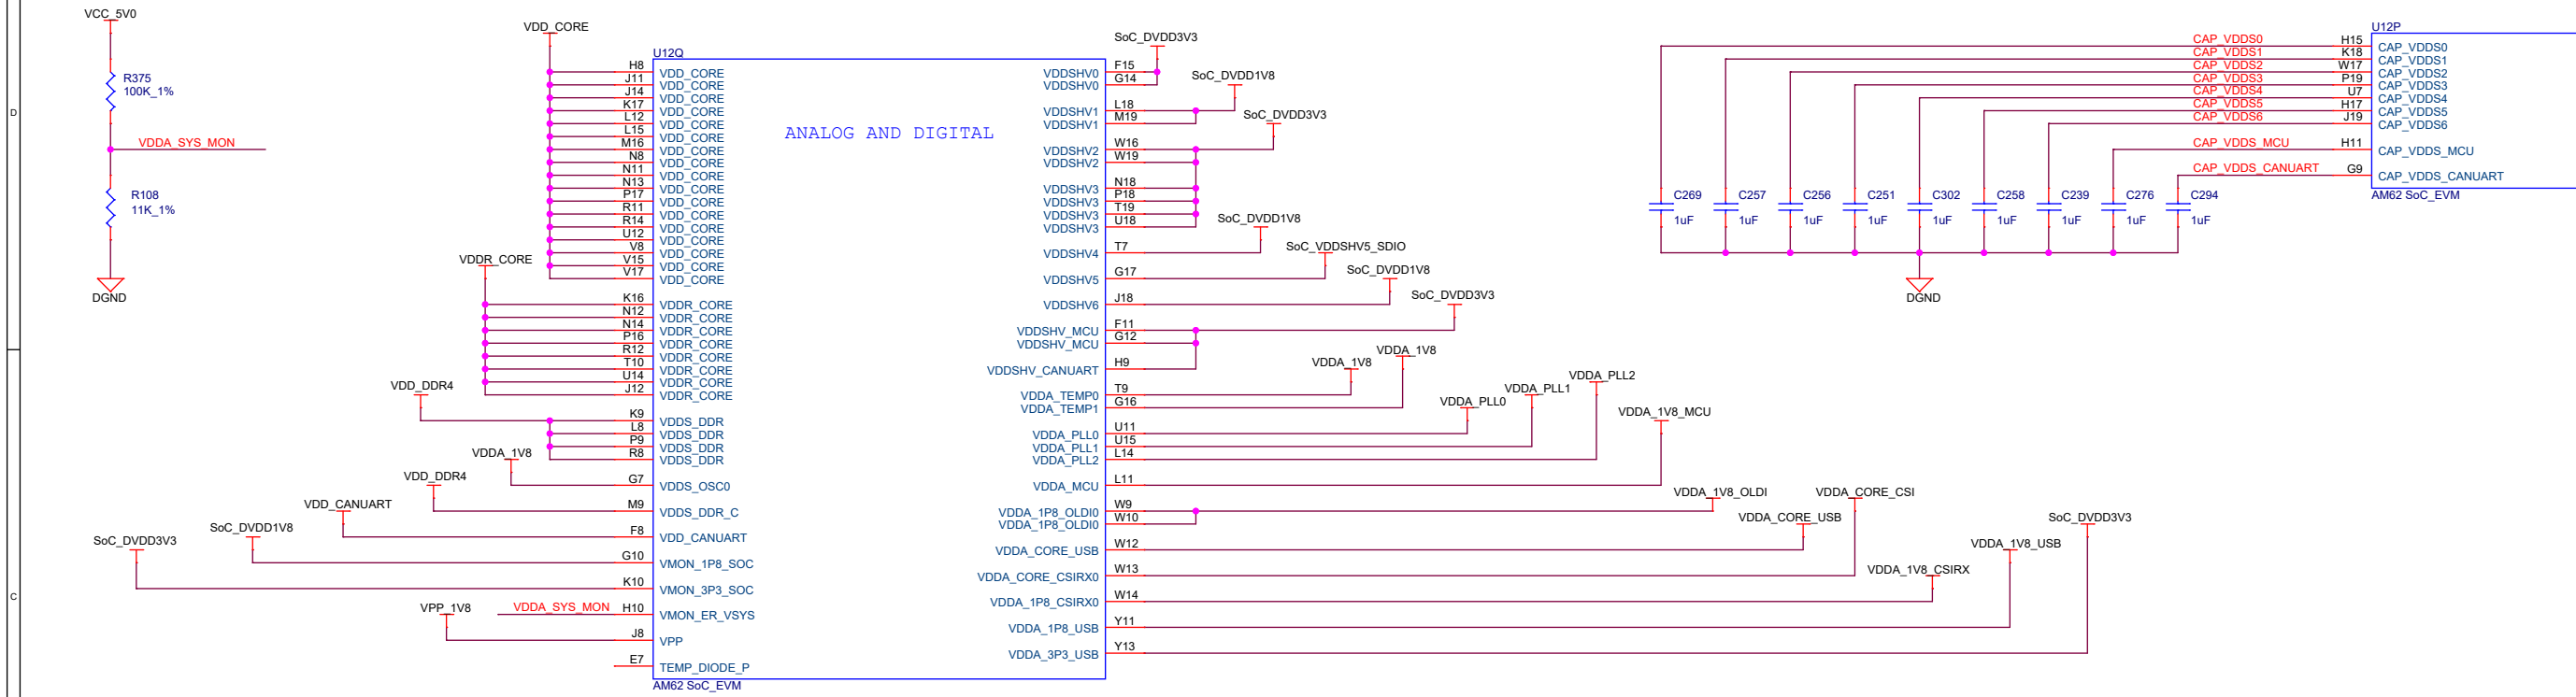 VCC_5V0
R375
100K_1%
VDDA_SYS_MON
R108
11K_1%
DGND
D
C
VDD_CORE
VDDR_CORE
VDD_DDR4
VDDA_1V8
VDD_DDR4
VDD_CANUART
SoC_DVDD1V8
SoC_DVDD3V3
VPP_1V8
VDDA_SYS_MON
U12Q
ANALOG AND DIGITAL
H8 VDD_CORE
J11 VDD_CORE
J14 VDD_CORE
K17 VDD_CORE
L12 VDD_CORE
L15 VDD_CORE
M16 VDD_CORE
N8 VDD_CORE
N11 VDD_CORE
N13 VDD_CORE
P17 VDD_CORE
R11 VDD_CORE
R14 VDD_CORE
U12 VDD_CORE
V8 VDD_CORE
V15 VDD_CORE
V17 VDD_CORE
K16 VDDR_CORE
N12 VDDR_CORE
N14 VDDR_CORE
P16 VDDR_CORE
R12 VDDR_CORE
T10 VDDR_CORE
U14 VDDR_CORE
J12 VDDR_CORE
K9 VDDS_DDR
L8 VDDS_DDR
P9 VDDS_DDR
R8 VDDS_DDR
G7 VDDS_OSC0
M9 VDDS_DDR_C
F8 VDD_CANUART
G10 VMON_1P8_SOC
K10 VMON_3P3_SOC
H10 VMON_ER_VSYS
J8 VPP
E7 TEMP_DIODE_P
AM62 SoC_EVM
VDDSHV0 F15
VDDSHV0 G14
VDDSHV1 L18
VDDSHV1 M19
VDDSHV2 W16
VDDSHV2 W19
VDDSHV3 N18
VDDSHV3 P18
VDDSHV3 T19
VDDSHV3 U18
VDDSHV4 T7
VDDSHV5 G17
VDDSHV6 J18
VDDSHV_MCU F11
VDDSHV_MCU G12
VDDSHV_CANUART H9
VDDA_TEMP0 T9
VDDA_TEMP1 G16
VDDA_PLL0 U11
VDDA_PLL1 U15
VDDA_PLL2 L14
VDDA_MCU L11
VDDA_1P8_OLDI0 W9
VDDA_1P8_OLDI0 W10
VDDA_CORE_USB W12
VDDA_CORE_CSIRX0 W13
VDDA_1P8_CSIRX0 W14
VDDA_1P8_USB Y11
VDDA_3P3_USB Y13
SoC_DVDD3V3
SoC_DVDD1V8
SoC_DVDD3V3
SoC_DVDD1V8
SoC_VDDSHV5_SDIO
SoC_DVDD1V8
SoC_DVDD3V3
VDDA_1V8
VDDA_1V8
VDDA_PLL0
VDDA_PLL1
VDDA_PLL2
VDDA_1V8_MCU
VDDA_1V8_OLDI
VDDA_CORE_USB
VDDA_CORE_CSI
VDDA_1V8_CSIRX
VDDA_1V8_USB
SoC_DVDD3V3
U12P
CAP_VDDS0 H15 CAP_VDDS0
CAP_VDDS1 K18 CAP_VDDS1
CAP_VDDS2 W17 CAP_VDDS2
CAP_VDDS3 P19 CAP_VDDS3
CAP_VDDS4 U7 CAP_VDDS4
CAP_VDDS5 H17 CAP_VDDS5
CAP_VDDS6 J19 CAP_VDDS6
CAP_VDDS_MCU H11 CAP_VDDS_MCU
CAP_VDDS_CANUART G9 CAP_VDDS_CANUART
AM62 SoC_EVM
C269 C257 C256 C251 C302 C258 C239 C276 C294
1uF 1uF 1uF 1uF 1uF 1uF 1uF 1uF 1uF
DGND